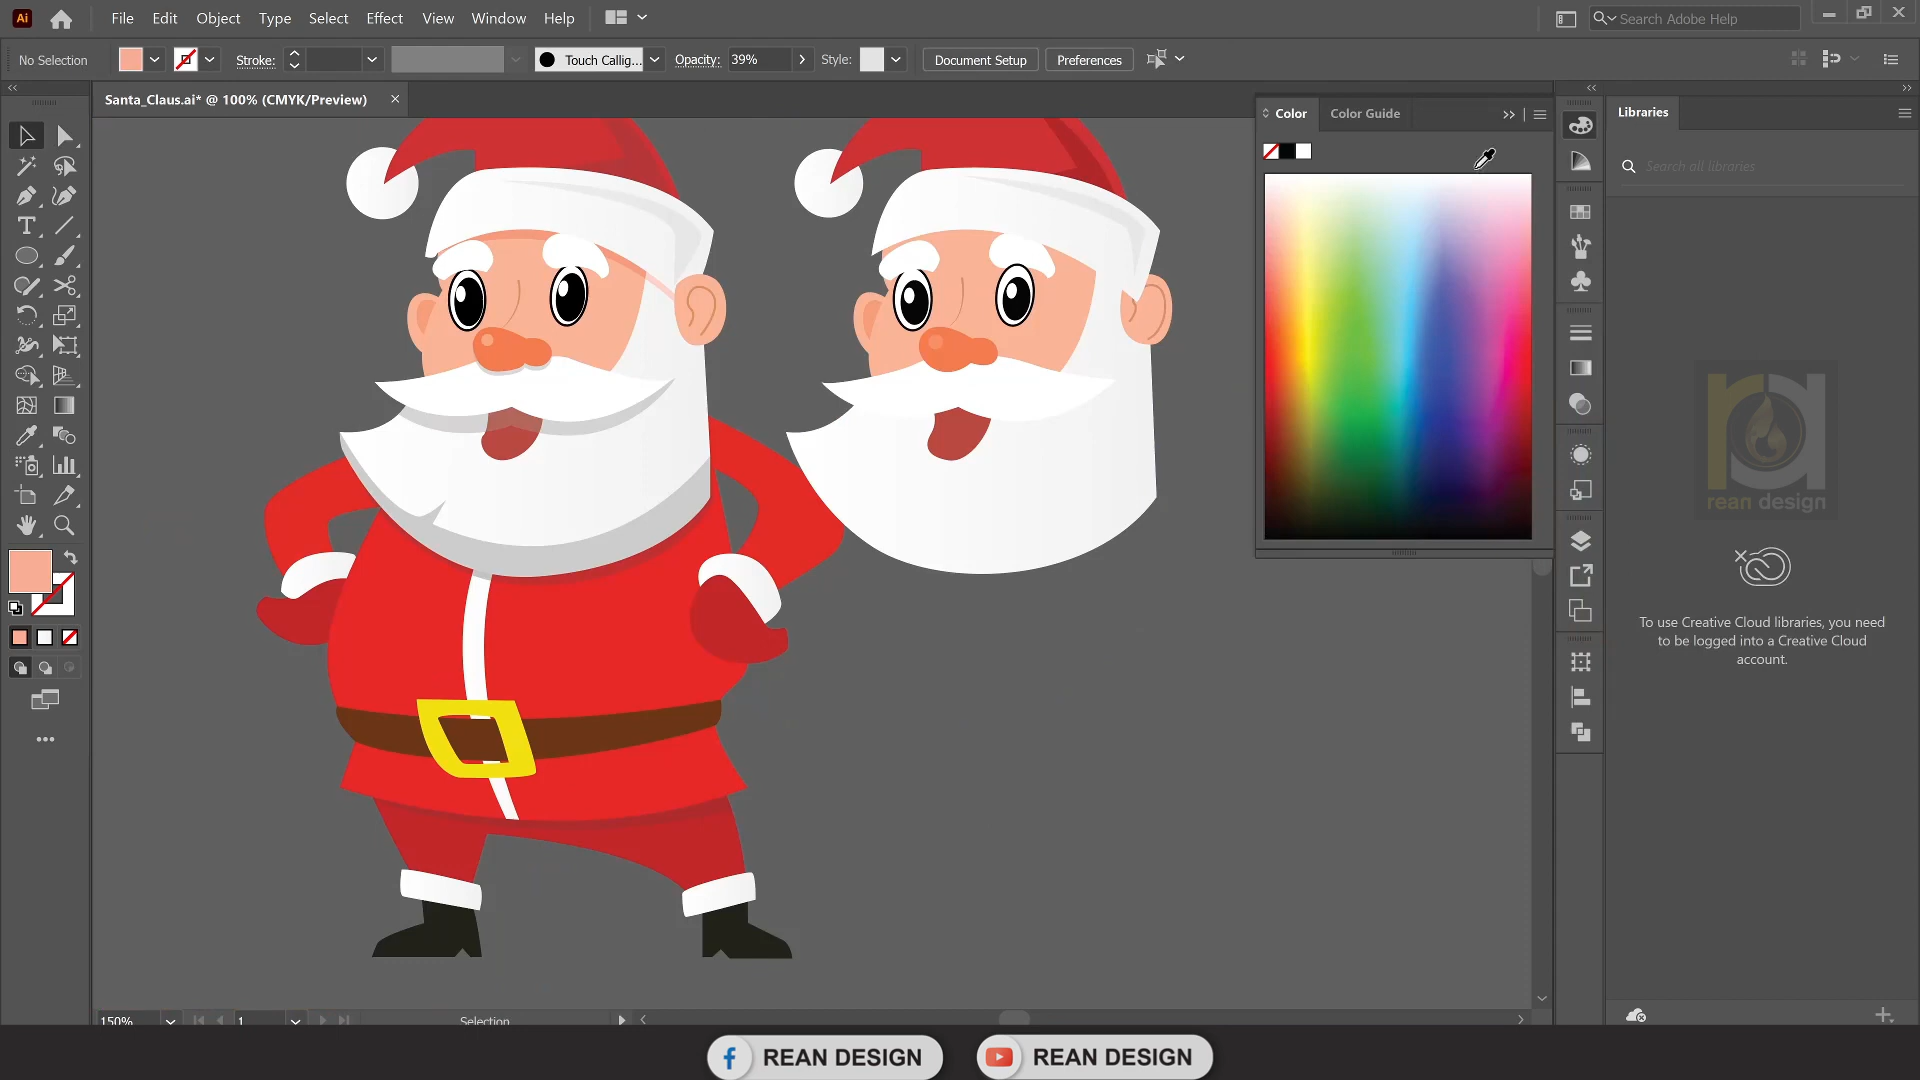 Ai
File Edit Object Type Select Effect View Window Help
Search Adobe Help
No Selection Stroke: Touch Callig... Opacity: 39% Style: Document Setup Preferences
Santa_Claus.ai* @ 100% (CMYK/Preview)
Color Color Guide
Libraries
Search all libraries
rean design
To use Creative Cloud libraries, you need
to be logged into a Creative Cloud
account.
150% 1 Selection
REAN DESIGN REAN DESIGN